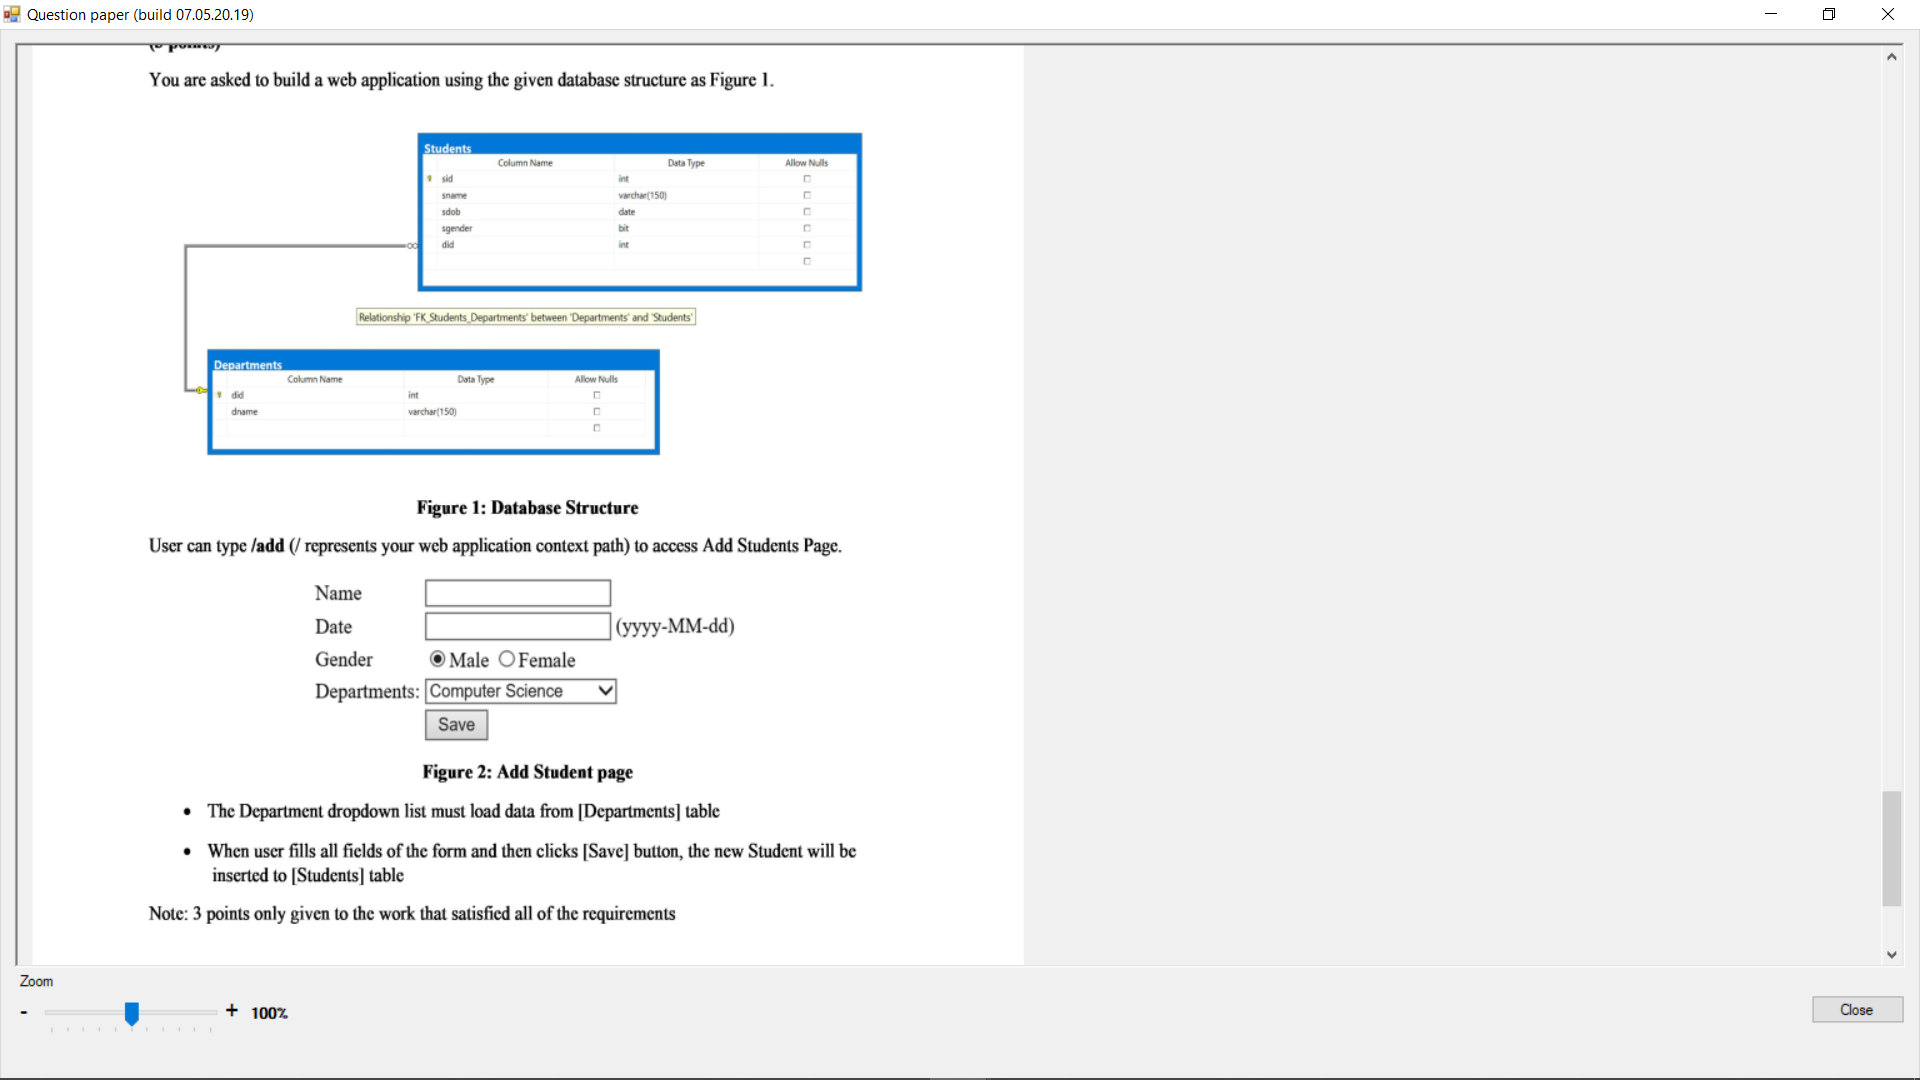 Question paper (build 07.05.20.19)
You are asked to build a web application using the given database structure as Figure 1.
Students
Column Name Data Type Allow Nulls
sid int
sname varchar(150)
sdob date
sgender bit
did int
Relationship 'FK_Students_Departments' between 'Departments' and 'Students'
Departments
Column Name Data Type Allow Nulls
did int
dname varchar(150)
Figure 1: Database Structure
User can type /add (/ represents your web application context path) to access Add Students Page.
Name
Date (yyyy-MM-dd)
Gender Male Female
Departments: Computer Science
Save
Figure 2: Add Student page
• The Department dropdown list must load data from [Departments] table
• When user fills all fields of the form and then clicks [Save] button, the new Student will be
inserted to [Students] table
Note: 3 points only given to the work that satisfied all of the requirements
Zoom
- + 100%
Close